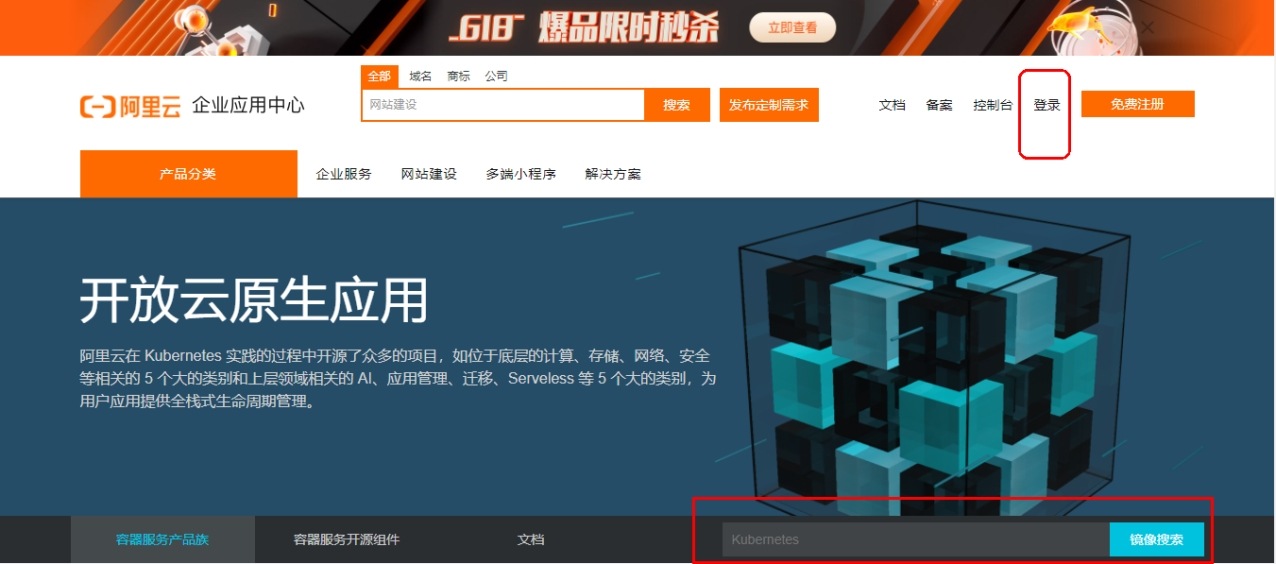 618 爆品限时秒杀 立即查看
全部 域名 商标 公司
阿里云 企业应用中心 网站建设 搜索 发布定制需求 文档 备案 控制台 登录 免费注册
产品分类 企业服务 网站建设 多端小程序 解决方案
开放云原生应用
阿里云在 Kubernetes 实践的过程中开源了众多的项目，如位于底层的计算、存储、网络、安全
等相关的 5 个大的类别和上层领域相关的 AI、应用管理、迁移、Serveless 等 5 个大的类别，为
用户应用提供全栈式生命周期管理。
容器服务产品族 容器服务开源组件 文档 Kubernetes 镜像搜索